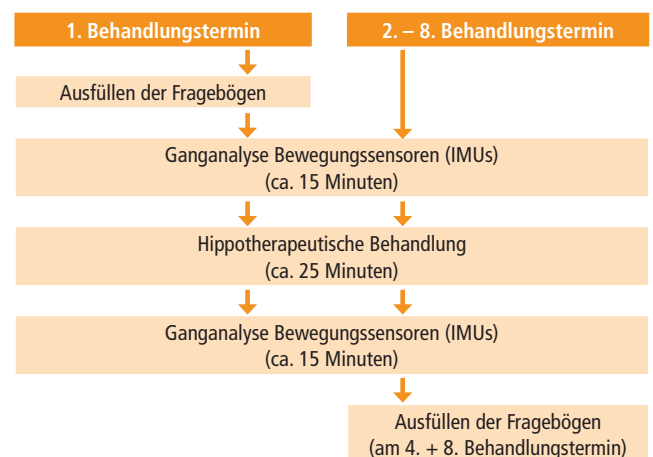 1. Behandlungstermin
2. – 8. Behandlungstermin
Ausfüllen der Fragebögen
Ganganalyse Bewegungssensoren (IMUs)
(ca. 15 Minuten)
Hippotherapeutische Behandlung
(ca. 25 Minuten)
Ganganalyse Bewegungssensoren (IMUs)
(ca. 15 Minuten)
Ausfüllen der Fragebögen
(am 4. + 8. Behandlungstermin)